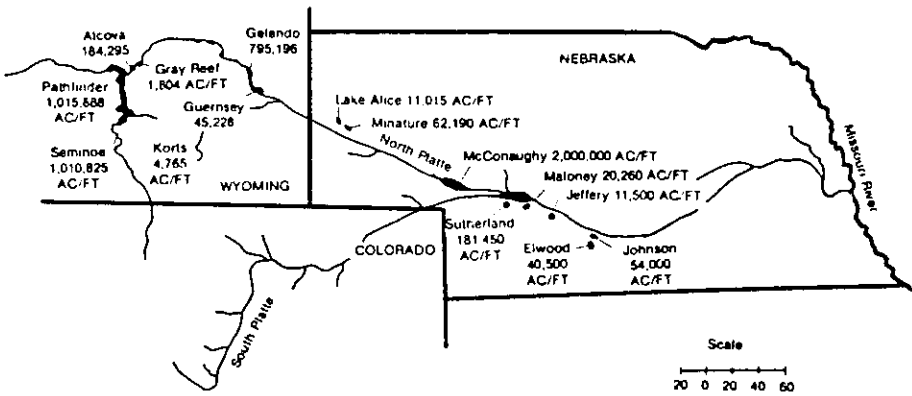 Alcova
184,295
Gelando
795,196
NEBRASKA
Gray Reef
1,804 AC/FT
Pathfinder
1,015,888
AC/FT
Guernsey
45,228
Lake Alice 11,015 AC/FT
Minature 62,190 AC/FT
Seminoe
1,010,825
AC/FT
Korts
4,765
AC/FT
WYOMING
North Platte
McConaughy 2,000,000 AC/FT
Maloney 20,260 AC/FT
Jeffery 11,500 AC/FT
Missouri River
Sutherland
181 450
AC/FT
COLORADO
Elwood
40,500
AC/FT
Johnson
54,000
AC/FT
South Platte
Scale
20 0 20 40 60